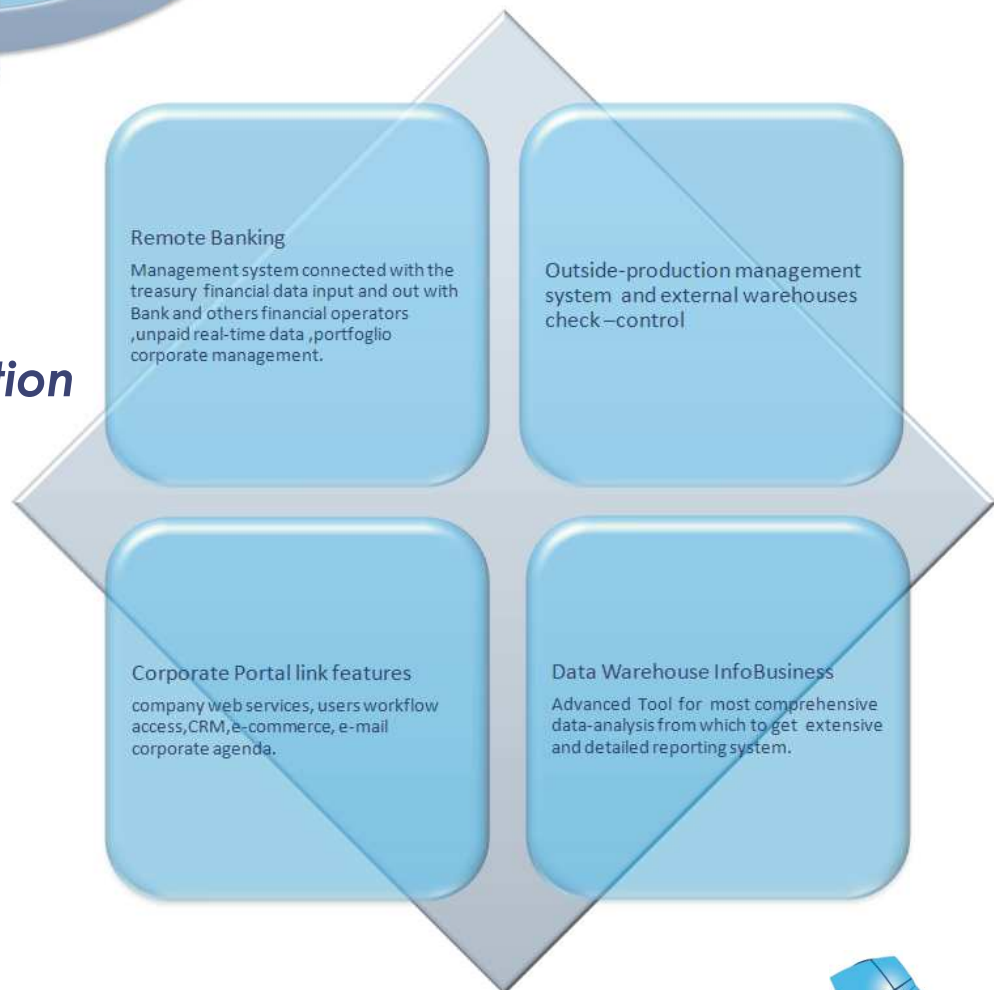 Remote Banking
Management system connected with the
treasury financial data input and out with
Bank and others financial operators
,unpaid real-time data ,portfoglio
corporate management.
Outside-production management
system and external warehouses
check –control
tion
Corporate Portal link features
company web services, users workflow
access,CRM,e-commerce, e-mail
corporate agenda.
Data Warehouse InfoBusiness
Advanced Tool for most comprehensive
data-analysis from which to get extensive
and detailed reporting system.